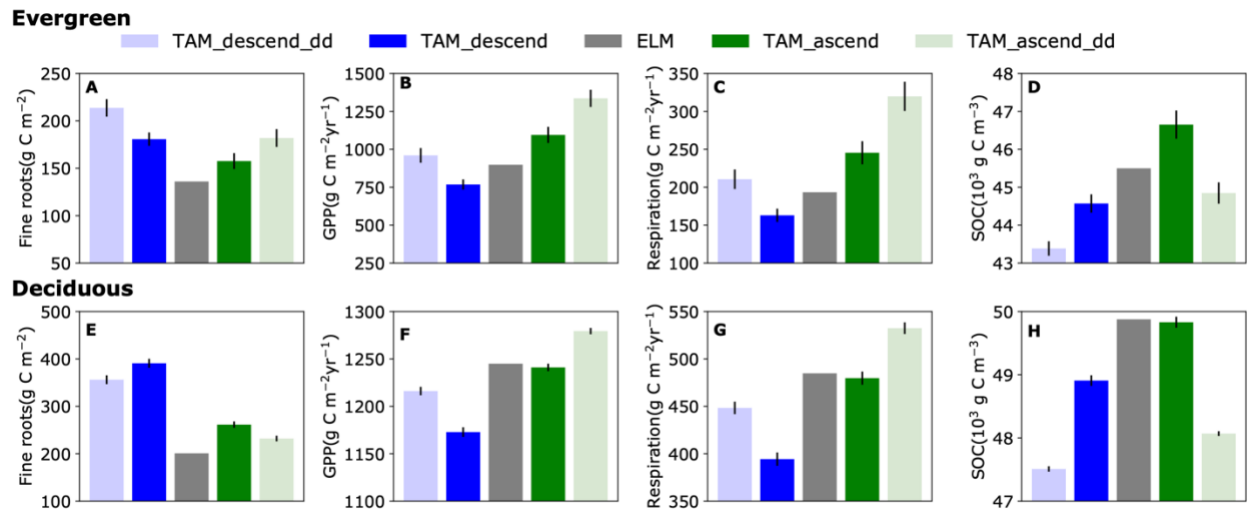 Evergreen
TAM_descend_dd TAM_descend ELM TAM_ascend TAM_ascend_dd
A
Fine roots(g C m⁻²)
250
200
150
100
50
B
GPP(g C m⁻²yr⁻¹)
1500
1250
1000
750
500
250
C
Respiration(g C m⁻²yr⁻¹)
350
300
250
200
150
100
D
SOC(10³ g C m⁻³)
48
47
46
45
44
43
Deciduous
E
Fine roots(g C m⁻²)
500
400
300
200
100
F
GPP(g C m⁻²yr⁻¹)
1300
1250
1200
1150
1100
G
Respiration(g C m⁻²yr⁻¹)
550
500
450
400
350
H
SOC(10³ g C m⁻³)
50
49
48
47